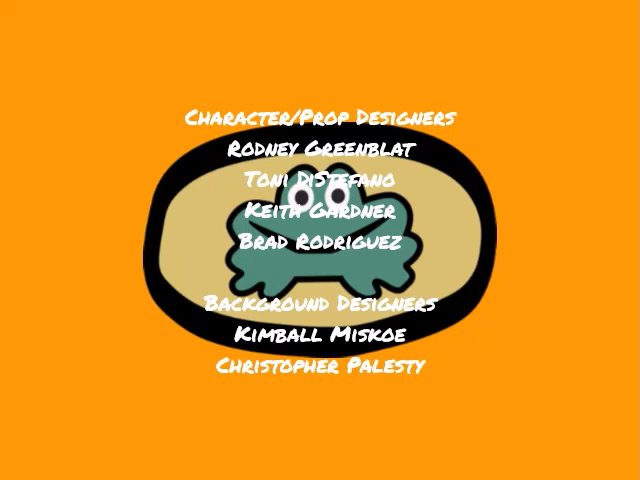 Character/Prop Designers
Rodney Greenblat
Toni DiStefano
Keith Gardner
Brad Rodriguez
Background Designers
Kimball Miskoe
Christopher Palesty